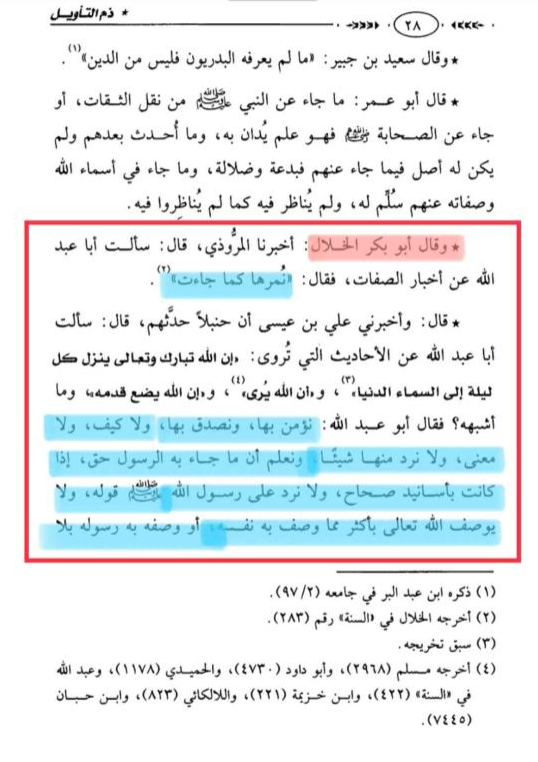 * ذم التأويل
٢٨
* وقال سعيد بن جبير: «ما لم يعرفه البدريون فليس من الدين»(١).
* قال أبو عمر: ما جاء عن النبي ﷺ من نقل الثقات، أو
جاء عن الصحابة ﷺ فهو علم يُدان به، وما أُحدث بعدهم ولم
يكن له أصل فيما جاء عنهم فبدعة وضلالة، وما جاء في أسماء الله
وصفاته عنهم سُلِّم له، ولم يُناظر فيه كما لم يُناظِروا فيه.
* وقال أبو بكر الخلال: أخبرنا المرُّوذي، قال: سألت أبا عبد
الله عن أخبار الصفات، فقال: «نُمرها كما جاءت»(٢).
* قال: وأخبرني علي بن عيسى أن حنبلاً حدَّثهم، قال: سألت
أبا عبد الله عن الأحاديث التي تُروى: «إن الله تبارك وتعالى ينزل كل
ليلة إلى السماء الدنيا»(٣)، و«أن الله يُرى»(٤)، و«إن الله يضع قدمه»، وما
أشبهه؟ فقال أبو عبد الله: نؤمن بها، ونصدق بها، ولا كيف، ولا
معنى، ولا نرد منها شيئًا، ونعلم أن ما جاء به الرسول حق، إذا
كانت بأسانيد صحاح، ولا نرد على رسول الله ﷺ قوله، ولا
يوصف الله تعالى بأكثر مما وصف به نفسه، أو وصفه به رسوله بلا
(١) ذكره ابن عبد البر في جامعه (٩٧/٢).
(٢) أخرجه الخلال في «السنة» رقم (٢٨٣).
(٣) سبق تخريجه.
(٤) أخرجه مسلم (٢٩٦٨)، وأبو داود (٤٧٣٠)، والحميدي (١١٧٨)، وعبد الله
في «السنة» (٤٢٢)، وابن خزيمة (٢٢١)، واللالكائي (٨٢٣)، وابن حبان
(٧٤٤٥).